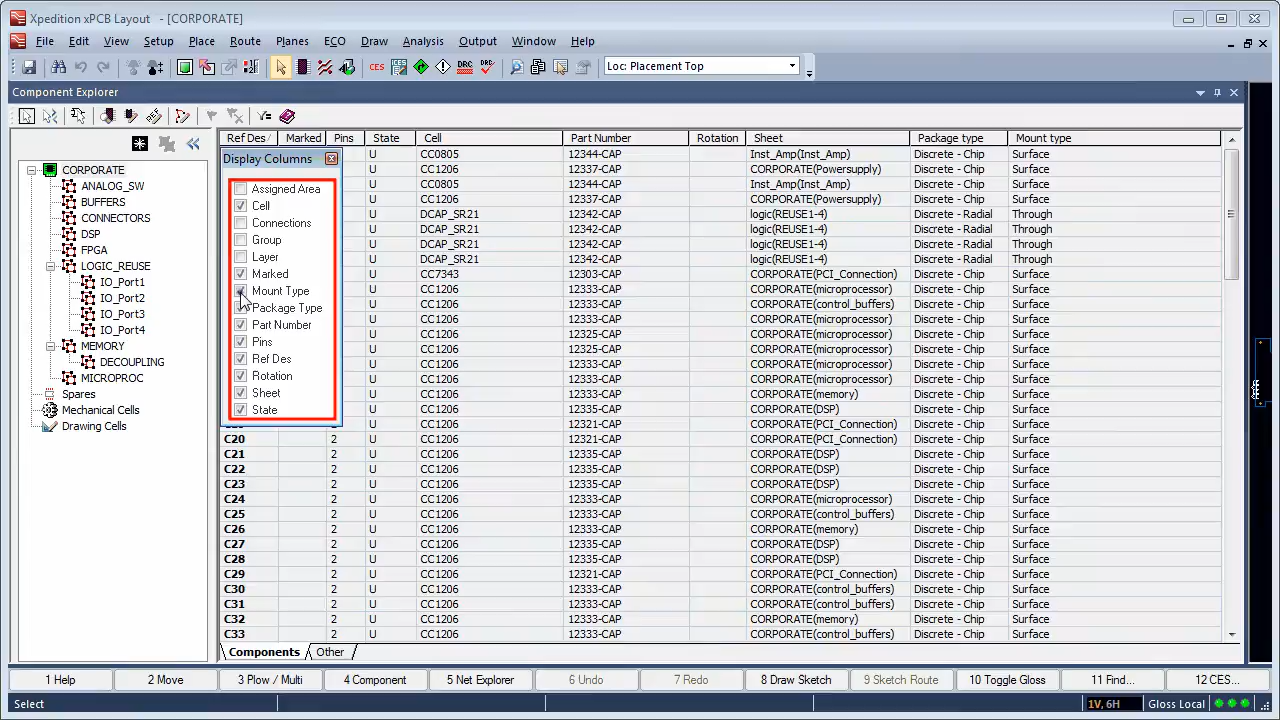 Xpedition xPCB Layout - [CORPORATE]
File Edit View Setup Place Route Planes ECO Draw Analysis Output Window Help
CES ICES DRC DRC Loc: Placement Top
Component Explorer
Ref Des Marked Pins State Cell Part Number Rotation Sheet Package type Mount type
CORPORATE
ANALOG_SW
BUFFERS
CONNECTORS
DSP
FPGA
LOGIC_REUSE
IO_Port1
IO_Port2
IO_Port3
IO_Port4
MEMORY
DECOUPLING
MICROPROC
Spares
Mechanical Cells
Drawing Cells
Display Columns
Assigned Area
Cell
Connections
Group
Layer
Marked
Mount Type
Package Type
Part Number
Pins
Ref Des
Rotation
Sheet
State
U CC0805 12344-CAP Inst_Amp(Inst_Amp) Discrete - Chip Surface
U CC1206 12337-CAP CORPORATE(Powersupply) Discrete - Chip Surface
U CC0805 12344-CAP Inst_Amp(Inst_Amp) Discrete - Chip Surface
U CC1206 12337-CAP CORPORATE(Powersupply) Discrete - Chip Surface
U DCAP_SR21 12342-CAP logic(REUSE1-4) Discrete - Radial Through
U DCAP_SR21 12342-CAP logic(REUSE1-4) Discrete - Radial Through
U DCAP_SR21 12342-CAP logic(REUSE1-4) Discrete - Radial Through
U DCAP_SR21 12342-CAP logic(REUSE1-4) Discrete - Radial Through
U CC7343 12303-CAP CORPORATE(PCI_Connection) Discrete - Chip Surface
U CC1206 12333-CAP CORPORATE(microprocessor) Discrete - Chip Surface
U CC1206 12333-CAP CORPORATE(control_buffers) Discrete - Chip Surface
U CC1206 12333-CAP CORPORATE(microprocessor) Discrete - Chip Surface
U CC1206 12325-CAP CORPORATE(microprocessor) Discrete - Chip Surface
U CC1206 12325-CAP CORPORATE(microprocessor) Discrete - Chip Surface
U CC1206 12333-CAP CORPORATE(microprocessor) Discrete - Chip Surface
U CC1206 12333-CAP CORPORATE(microprocessor) Discrete - Chip Surface
U CC1206 12333-CAP CORPORATE(memory) Discrete - Chip Surface
U CC1206 12335-CAP CORPORATE(DSP) Discrete - Chip Surface
U CC1206 12321-CAP CORPORATE(PCI_Connection) Discrete - Chip Surface
C20 2 U CC1206 12321-CAP CORPORATE(PCI_Connection) Discrete - Chip Surface
C21 2 U CC1206 12335-CAP CORPORATE(DSP) Discrete - Chip Surface
C22 2 U CC1206 12335-CAP CORPORATE(DSP) Discrete - Chip Surface
C23 2 U CC1206 12335-CAP CORPORATE(DSP) Discrete - Chip Surface
C24 2 U CC1206 12333-CAP CORPORATE(microprocessor) Discrete - Chip Surface
C25 2 U CC1206 12333-CAP CORPORATE(control_buffers) Discrete - Chip Surface
C26 2 U CC1206 12333-CAP CORPORATE(memory) Discrete - Chip Surface
C27 2 U CC1206 12335-CAP CORPORATE(DSP) Discrete - Chip Surface
C28 2 U CC1206 12335-CAP CORPORATE(DSP) Discrete - Chip Surface
C29 2 U CC1206 12321-CAP CORPORATE(PCI_Connection) Discrete - Chip Surface
C30 2 U CC1206 12333-CAP CORPORATE(control_buffers) Discrete - Chip Surface
C31 2 U CC1206 12333-CAP CORPORATE(control_buffers) Discrete - Chip Surface
C32 2 U CC1206 12333-CAP CORPORATE(memory) Discrete - Chip Surface
C33 2 U CC1206 12333-CAP CORPORATE(control_buffers) Discrete - Chip Surface
Components Other
1 Help 2 Move 3 Plow / Multi 4 Component 5 Net Explorer 6 Undo 7 Redo 8 Draw Sketch 9 Sketch Route 10 Toggle Gloss 11 Find... 12 CES...
Select 1V, 6H Gloss Local